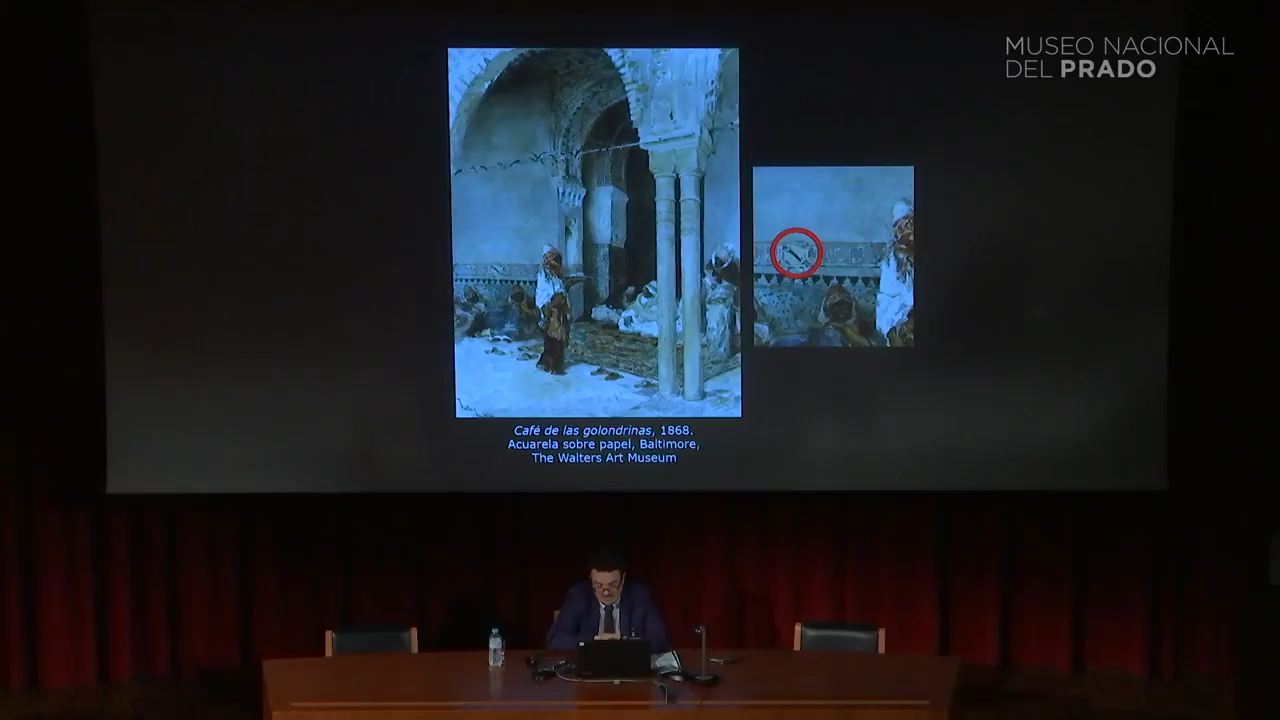 MUSEO NACIONAL
DEL PRADO
Café de las golondrinas, 1868.
Acuarela sobre papel, Baltimore,
The Walters Art Museum